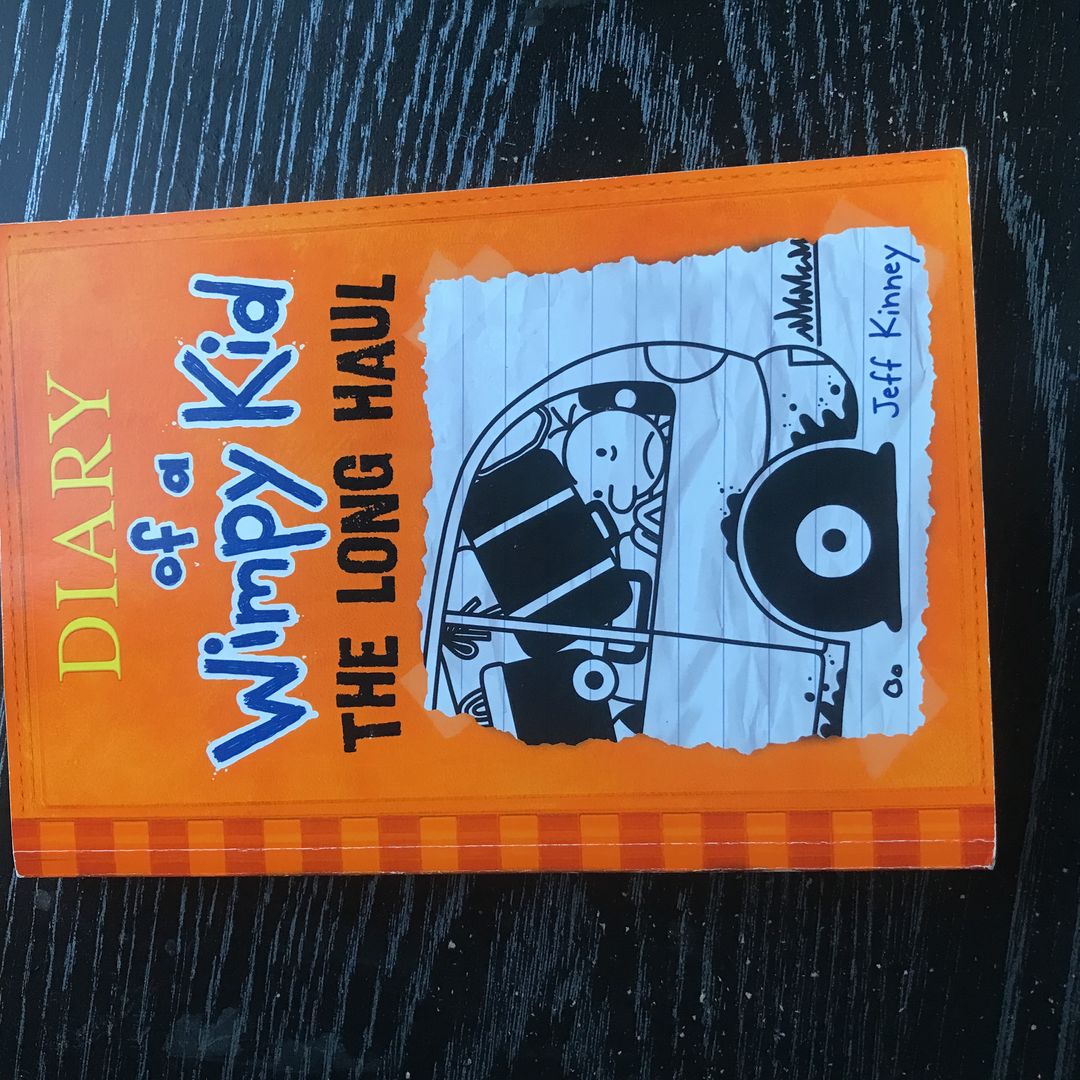 DIARY
of a
Wimpy Kid
THE LONG HAUL
Jeff Kinney